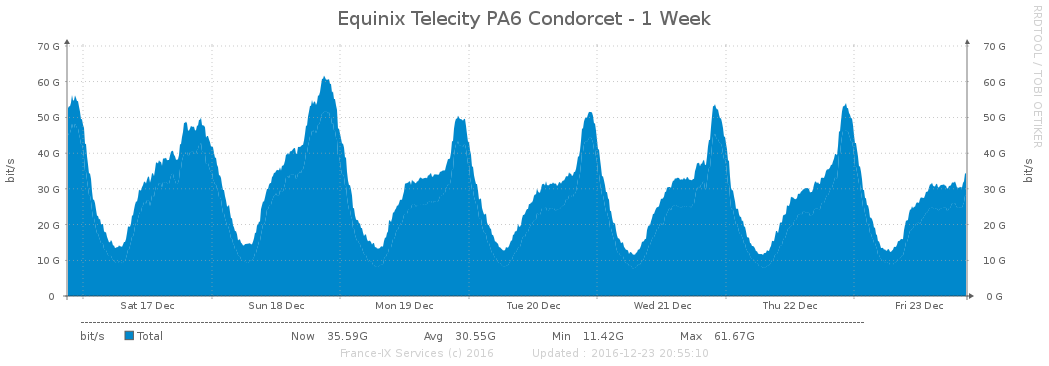 Equinix Telecity PA6 Condorcet - 1 Week
RRDTOOL / TOBI OETIKER
70 G 70 G
60 G 60 G
50 G 50 G
40 G 40 G
30 G 30 G
20 G 20 G
10 G 10 G
0 0 G
bit/s
bit/s
Sat 17 Dec Sun 18 Dec Mon 19 Dec Tue 20 Dec Wed 21 Dec Thu 22 Dec Fri 23 Dec
bit/s Total Now 35.59G Avg 30.55G Min 11.42G Max 61.67G
France-IX Services (c) 2016 Updated : 2016-12-23 20:55:10